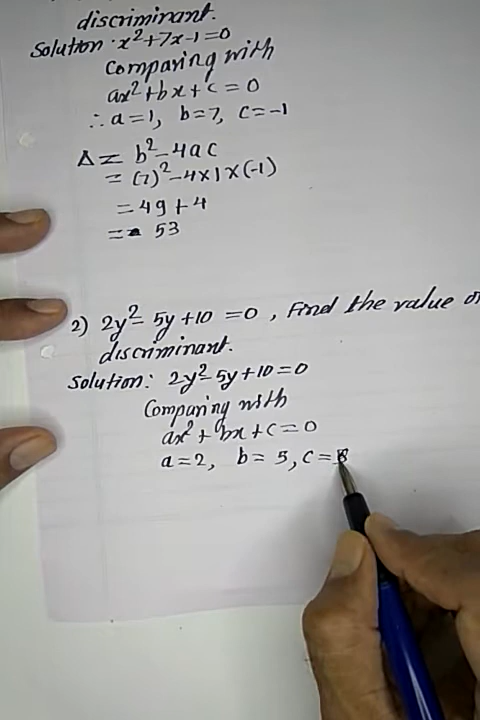 discriminant.
Solution: x²+7x-1=0
Comparing with
ax²+bx+c=0
∴a=1, b=7, c=-1
Δ= b²-4ac
= (7)²-4×1×(-1)
= 49+4
= 53
2) 2y²-5y+10=0, Find the value of
discriminant.
Solution: 2y²-5y+10=0
Comparing with
ax²+bx+c=0
a=2, b=5, c=